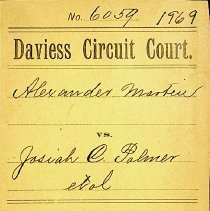 No. 6059 1969
Daviess Circuit Court.
Alexander Martin
vs.
Josiah C. Palmer
et al